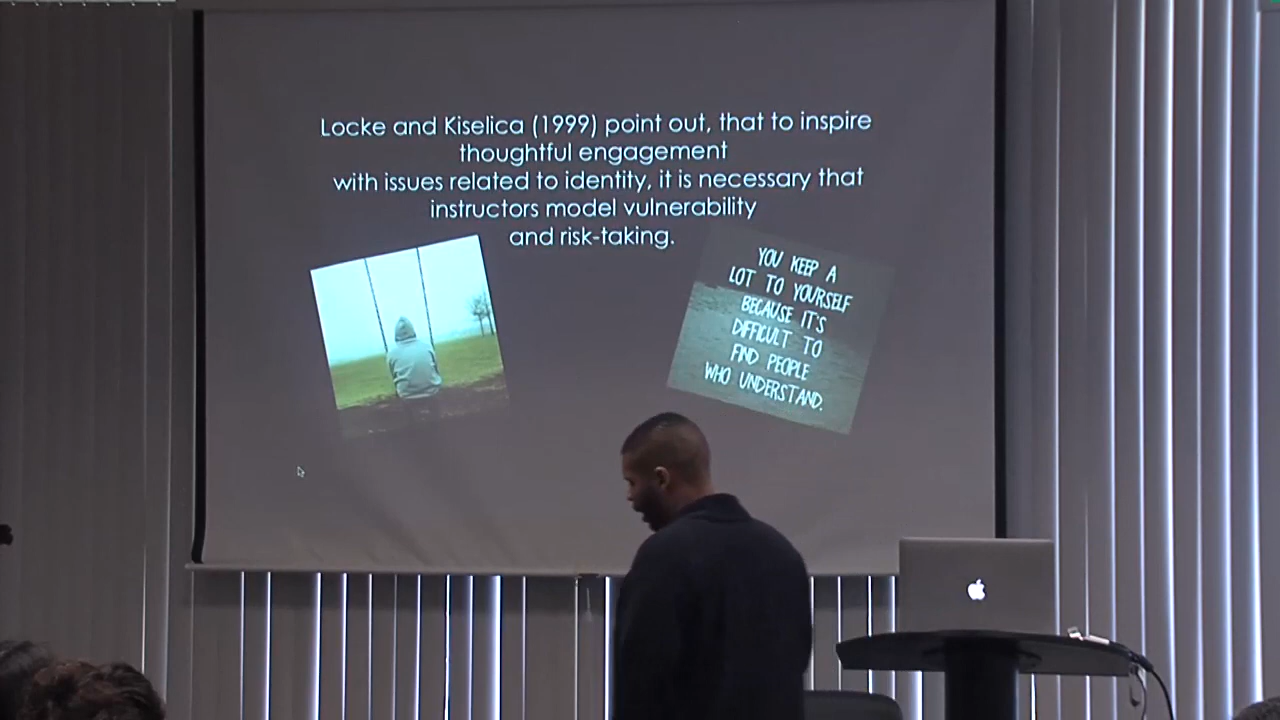 Locke and Kiselica (1999) point out, that to inspire
thoughtful engagement
with issues related to identity, it is necessary that
instructors model vulnerability
and risk-taking.
YOU KEEP A
LOT TO YOURSELF
BECAUSE IT'S
DIFFICULT TO
FIND PEOPLE
WHO UNDERSTAND.